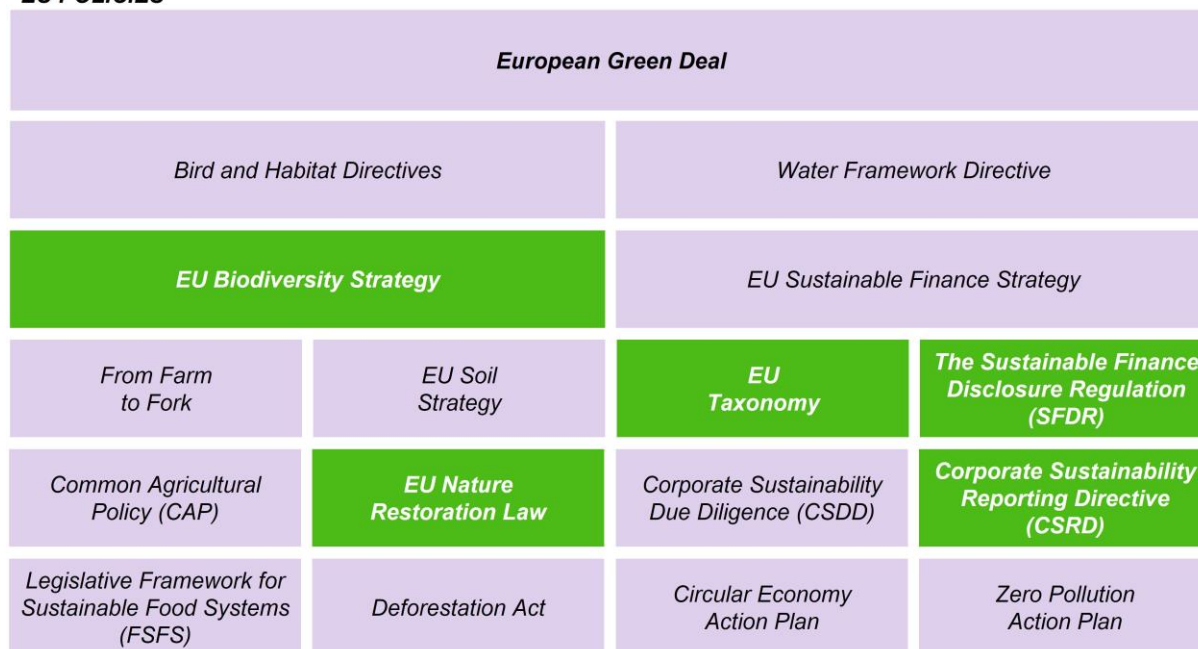 EU POLICIES
European Green Deal
Bird and Habitat Directives
Water Framework Directive
EU Biodiversity Strategy
EU Sustainable Finance Strategy
From Farm
to Fork
EU Soil
Strategy
EU
Taxonomy
The Sustainable Finance
Disclosure Regulation
(SFDR)
Common Agricultural
Policy (CAP)
EU Nature
Restoration Law
Corporate Sustainability
Due Diligence (CSDD)
Corporate Sustainability
Reporting Directive
(CSRD)
Legislative Framework for
Sustainable Food Systems
(FSFS)
Deforestation Act
Circular Economy
Action Plan
Zero Pollution
Action Plan